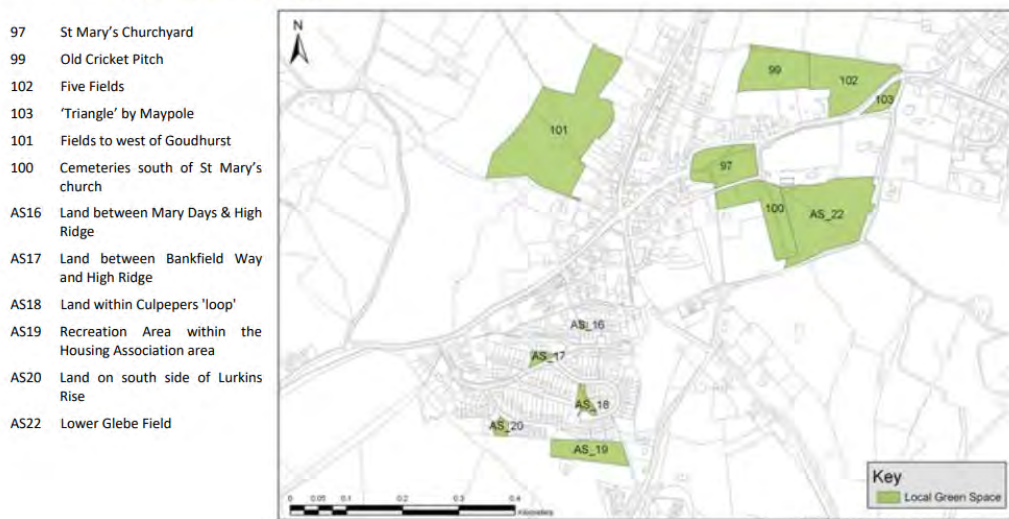 97 St Mary's Churchyard
99 Old Cricket Pitch
102 Five Fields
103 'Triangle' by Maypole
101 Fields to west of Goudhurst
100 Cemeteries south of St Mary's
church
AS16 Land between Mary Days & High
Ridge
AS17 Land between Bankfield Way
and High Ridge
AS18 Land within Culpepers 'loop'
AS19 Recreation Area within the
Housing Association area
AS20 Land on south side of Lurkins
Rise
AS22 Lower Glebe Field
N
99
102
103
101
97
100
AS_22
AS_16
AS_17
AS_18
AS_20
AS_19
Key
Local Green Space
0 0.05 0.1 0.2 0.3 0.4
Kilometers